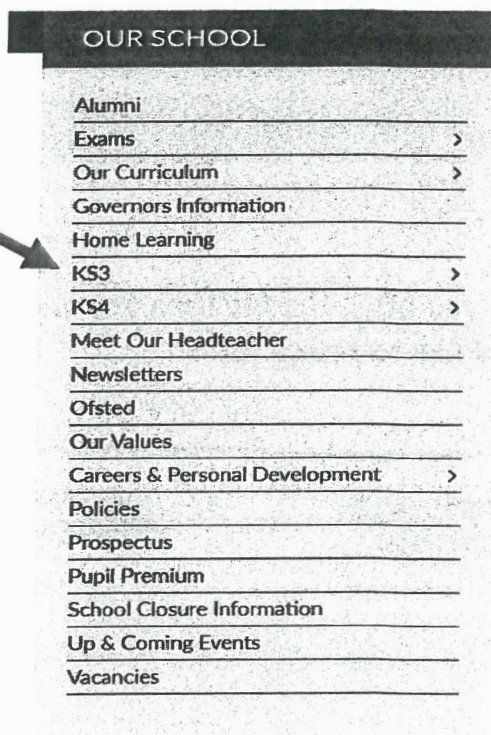 OUR SCHOOL
Alumni
Exams >
Our Curriculum >
Governors Information
Home Learning
KS3 >
KS4 >
Meet Our Headteacher
Newsletters
Ofsted
Our Values
Careers & Personal Development >
Policies
Prospectus
Pupil Premium
School Closure Information
Up & Coming Events
Vacancies